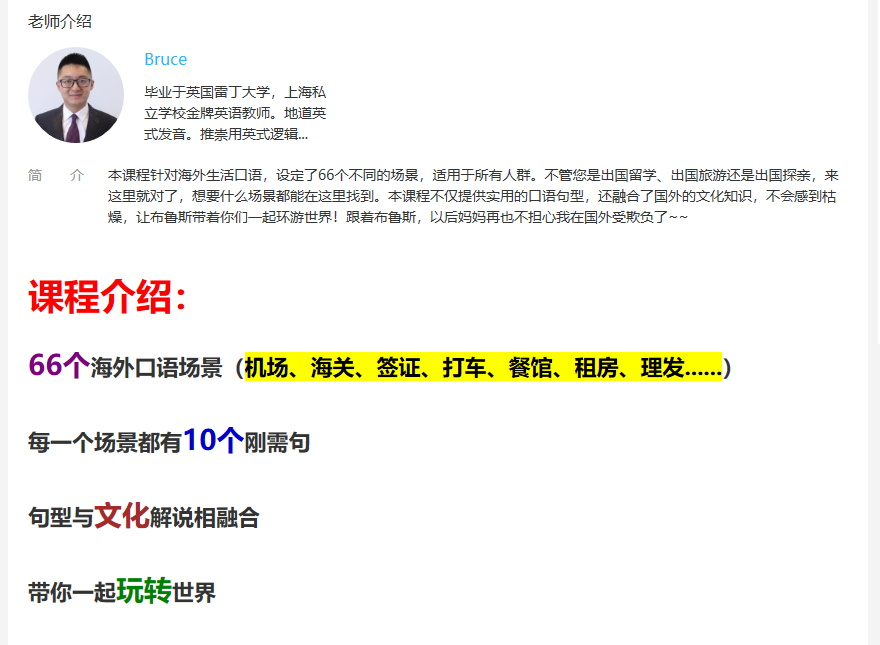 老师介绍
Bruce
毕业于英国雷丁大学，上海私
立学校金牌英语教师。地道英
式发音。推崇用英式逻辑...
简 介 本课程针对海外生活口语，设定了66个不同的场景，适用于所有人群。不管您是出国留学、出国旅游还是出国探亲，来
这里就对了，想要什么场景都能在这里找到。本课程不仅提供实用的口语句型，还融合了国外的文化知识，不会感到枯
燥，让布鲁斯带着你们一起环游世界！跟着布鲁斯，以后妈妈再也不担心我在国外受欺负了~~
课程介绍：
66个海外口语场景（机场、海关、签证、打车、餐馆、租房、理发......）
每一个场景都有10个刚需句
句型与文化解说相融合
带你一起玩转世界